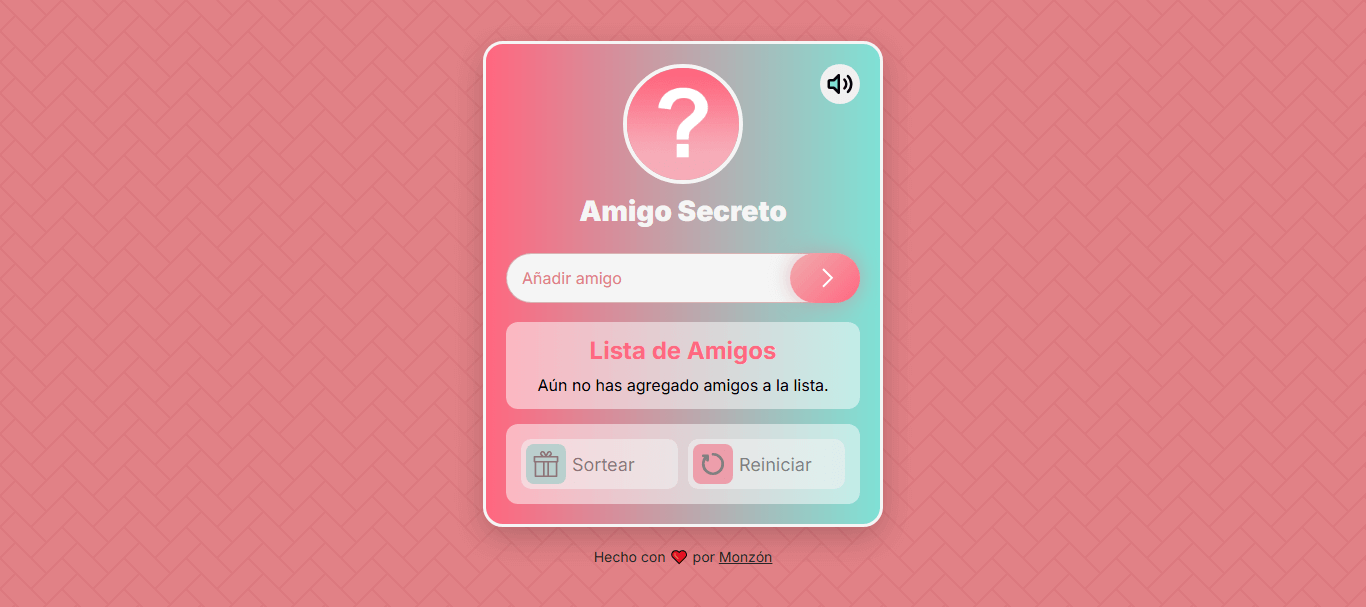 ?
Amigo Secreto
Añadir amigo
Lista de Amigos
Aún no has agregado amigos a la lista.
Sortear
Reiniciar
Hecho con ❤️ por Monzón